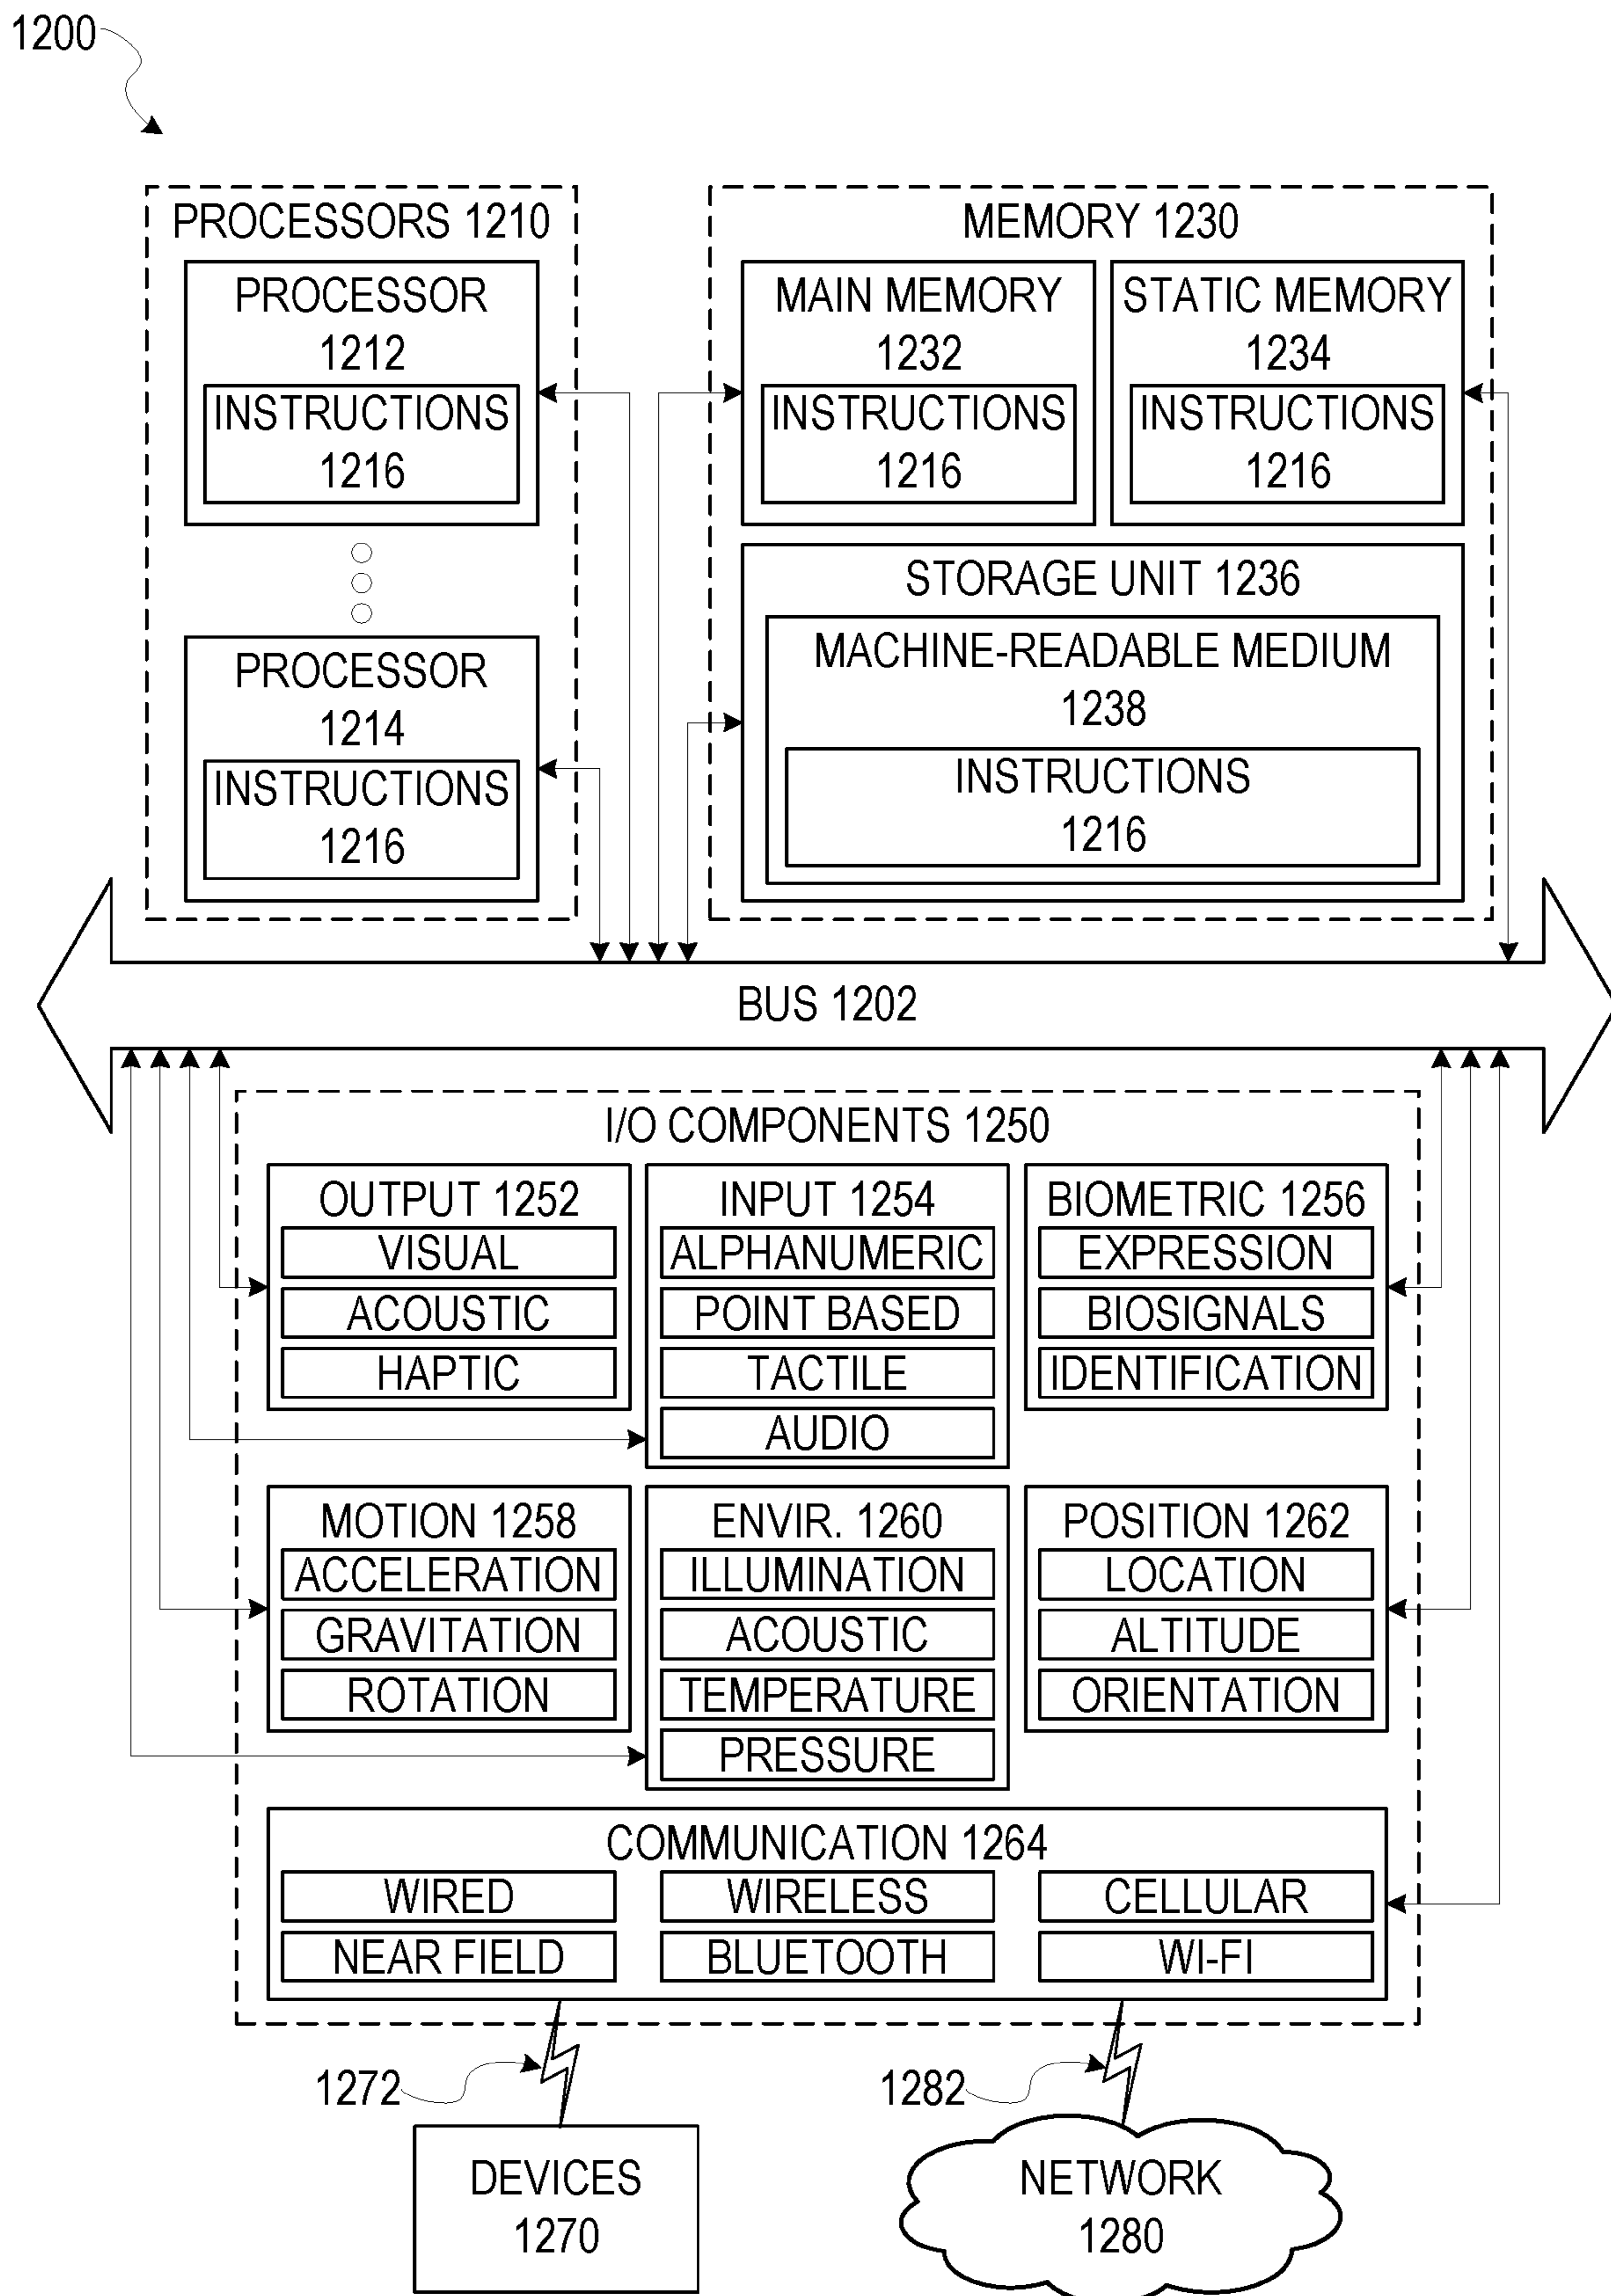 1200
PROCESSORS 1210
PROCESSOR
1212
INSTRUCTIONS
1216
PROCESSOR
1214
INSTRUCTIONS
1216
MEMORY 1230
MAIN MEMORY
1232
INSTRUCTIONS
1216
STATIC MEMORY
1234
INSTRUCTIONS
1216
STORAGE UNIT 1236
MACHINE-READABLE MEDIUM
1238
INSTRUCTIONS
1216
BUS 1202
I/O COMPONENTS 1250
OUTPUT 1252
VISUAL
ACOUSTIC
HAPTIC
INPUT 1254
ALPHANUMERIC
POINT BASED
TACTILE
AUDIO
BIOMETRIC 1256
EXPRESSION
BIOSIGNALS
IDENTIFICATION
MOTION 1258
ACCELERATION
GRAVITATION
ROTATION
ENVIR. 1260
ILLUMINATION
ACOUSTIC
TEMPERATURE
PRESSURE
POSITION 1262
LOCATION
ALTITUDE
ORIENTATION
COMMUNICATION 1264
WIRED
WIRELESS
CELLULAR
NEAR FIELD
BLUETOOTH
WI-FI
1272
1282
DEVICES
1270
NETWORK
1280